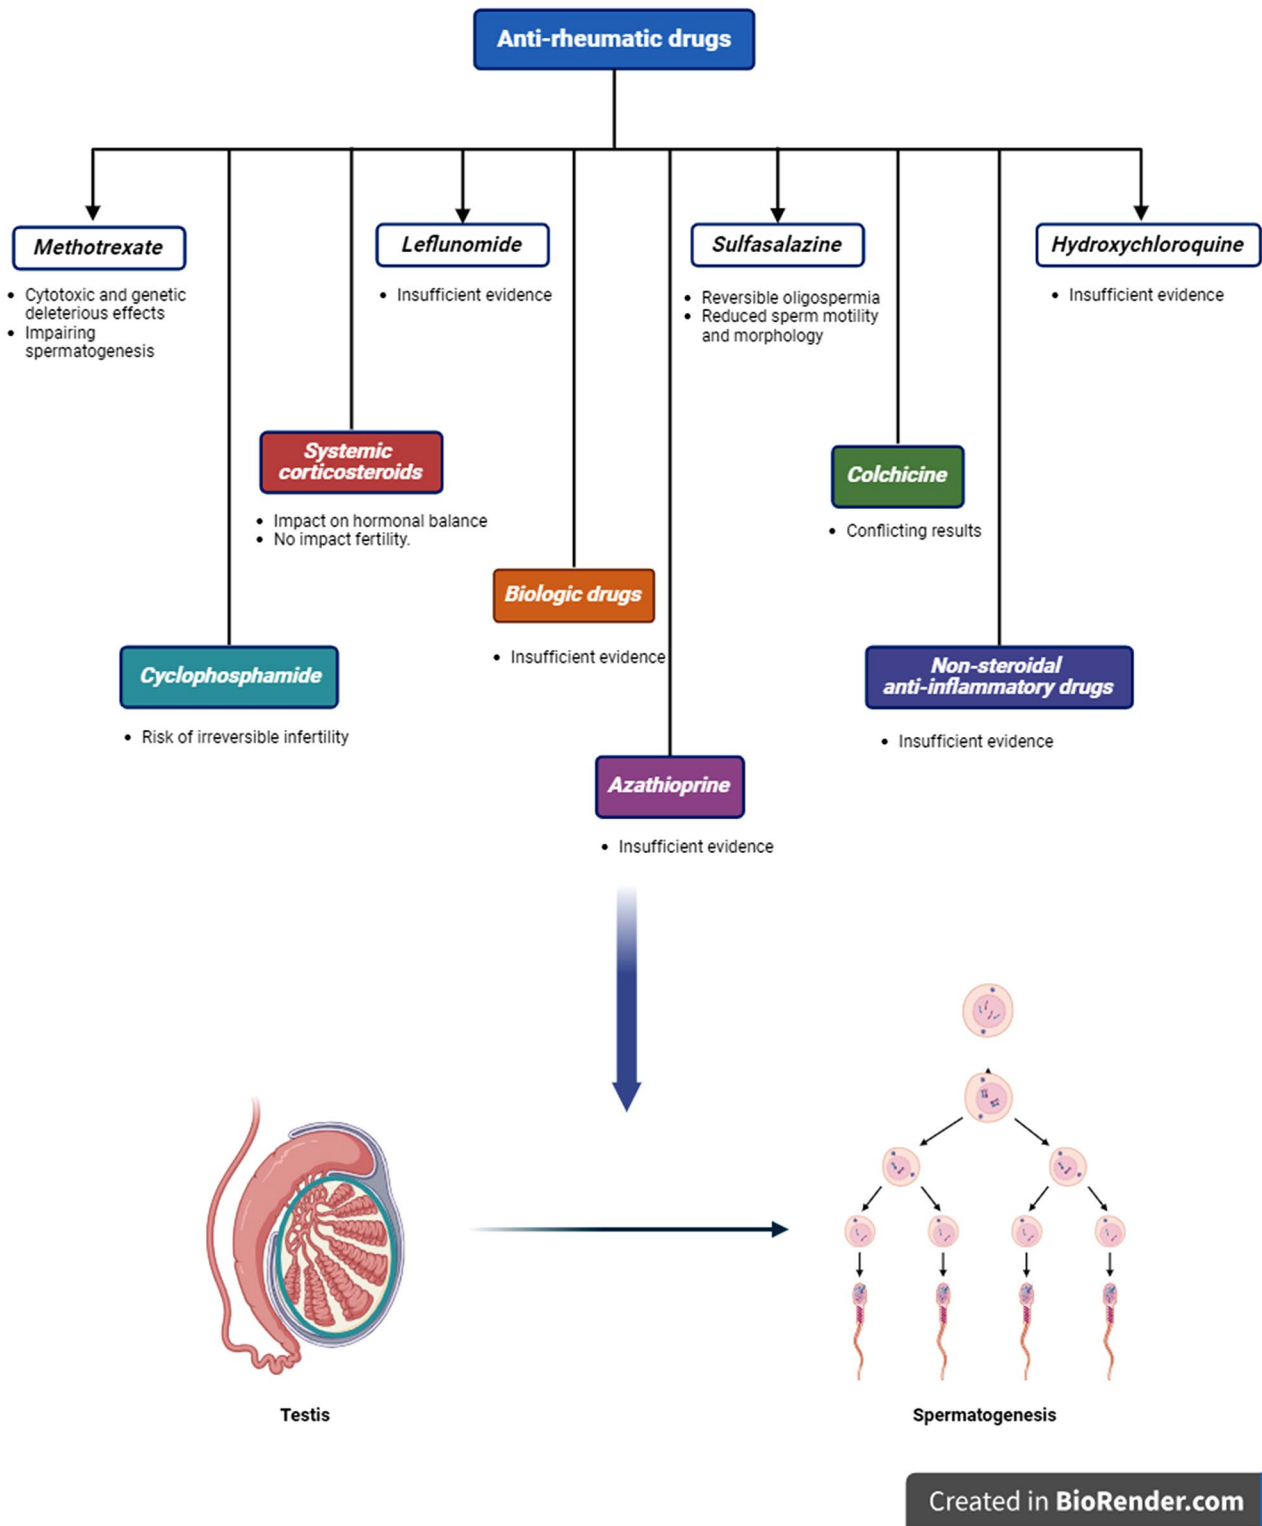 Anti-rheumatic drugs
Methotrexate
• Cytotoxic and genetic
deleterious effects
• Impairing
spermatogenesis
Leflunomide
• Insufficient evidence
Sulfasalazine
• Reversible oligospermia
• Reduced sperm motility
and morphology
Hydroxychloroquine
• Insufficient evidence
Systemic
corticosteroids
• Impact on hormonal balance
• No impact fertility.
Colchicine
• Conflicting results
Biologic drugs
• Insufficient evidence
Cyclophosphamide
• Risk of irreversible infertility
Non-steroidal
anti-inflammatory drugs
• Insufficient evidence
Azathioprine
• Insufficient evidence
Testis
Spermatogenesis
Created in BioRender.com